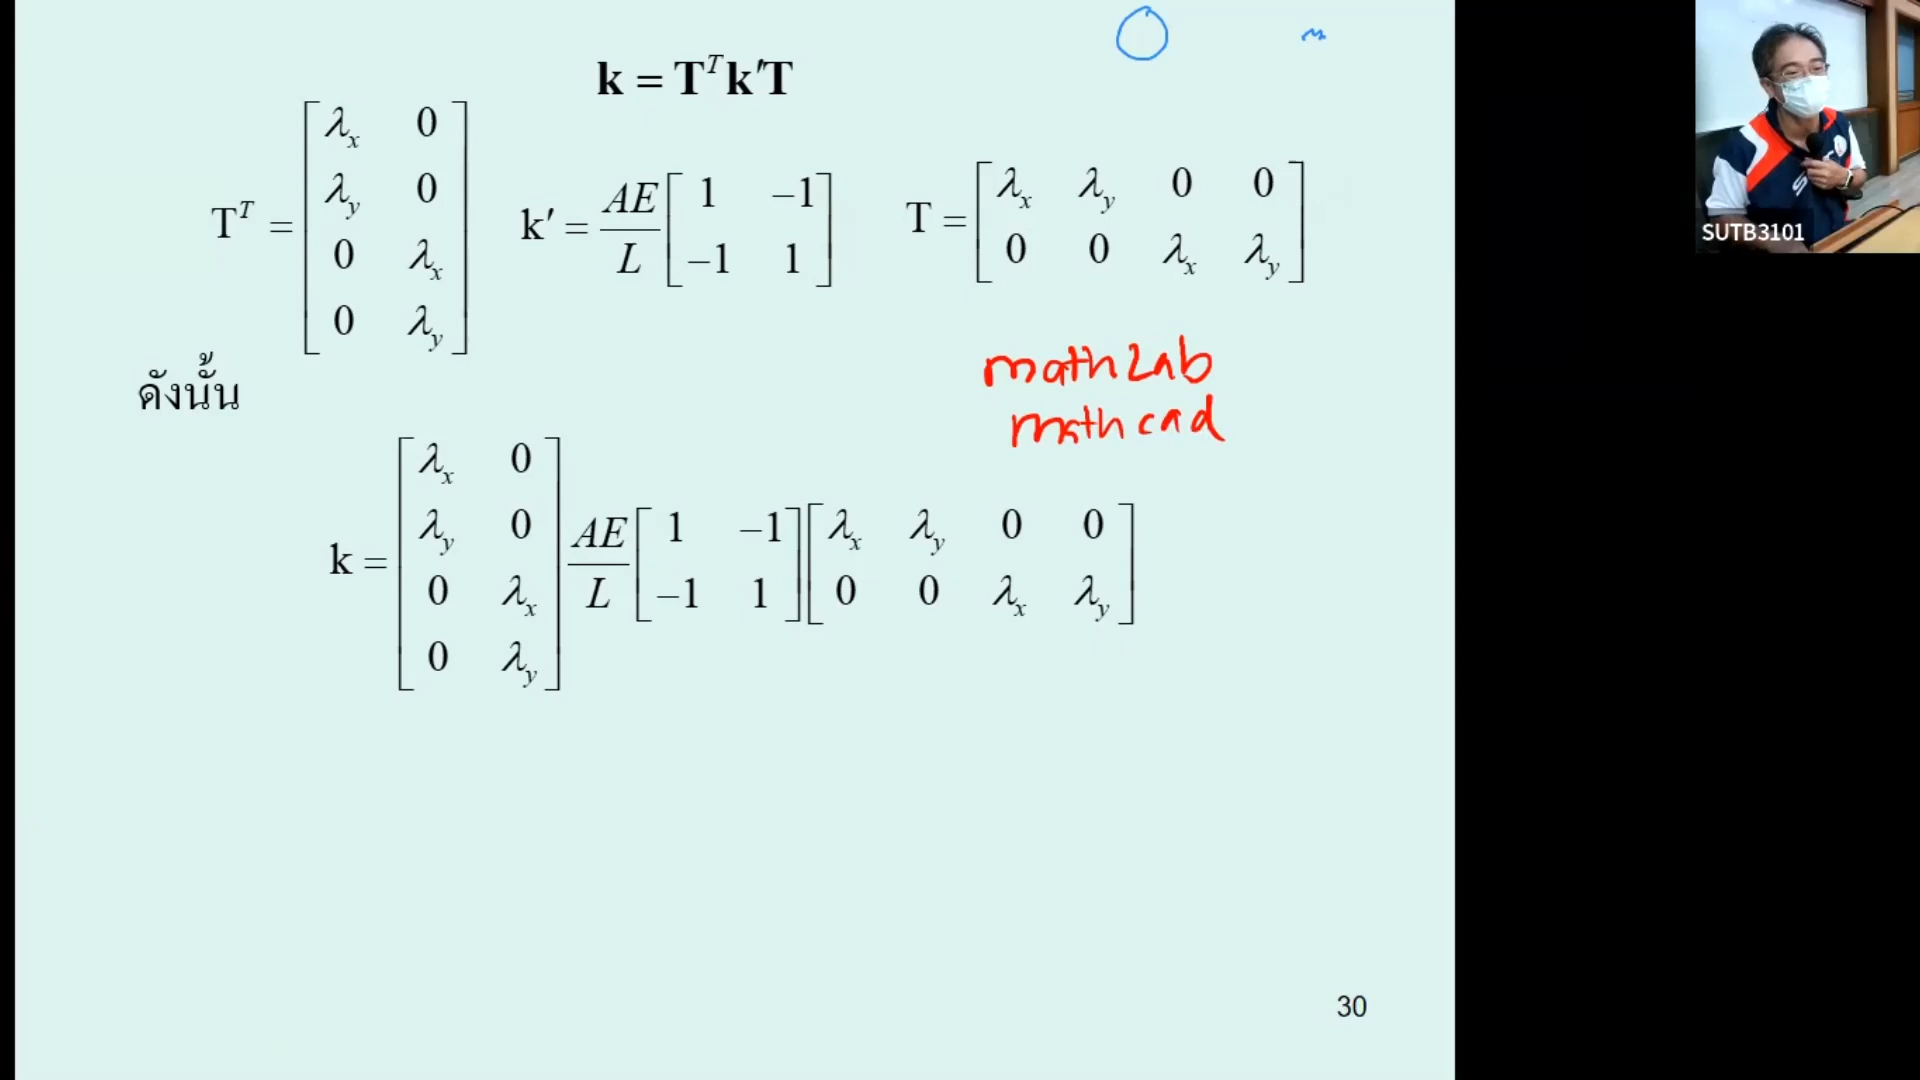 k = Tᵀk′T
Tᵀ = [λx 0; λy 0; 0 λx; 0 λy] k′ = AE/L [1 −1; −1 1] T = [λx λy 0 0; 0 0 λx λy]
SUTB3101
mathLab
mathcad
ดังนั้น
k = [λx 0; λy 0; 0 λx; 0 λy] AE/L [1 −1; −1 1] [λx λy 0 0; 0 0 λx λy]
30